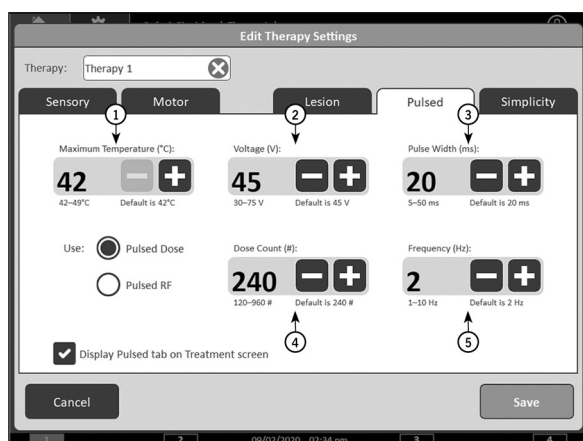 Edit Therapy Settings
Therapy: Therapy 1
Sensory Motor Lesion Pulsed Simplicity
1 2 3
Maximum Temperature (°C): Voltage (V): Pulse Width (ms):
42 45 20
42–49°C Default is 42°C 30–75 V Default is 45 V 5–50 ms Default is 20 ms
Use: Pulsed Dose Dose Count (#): Frequency (Hz):
Pulsed RF 240 2
120–960 # Default is 240 # 1–10 Hz Default is 2 Hz
4 5
Display Pulsed tab on Treatment screen
Cancel Save
1 2 09/02/2020 02:34 pm 3 4